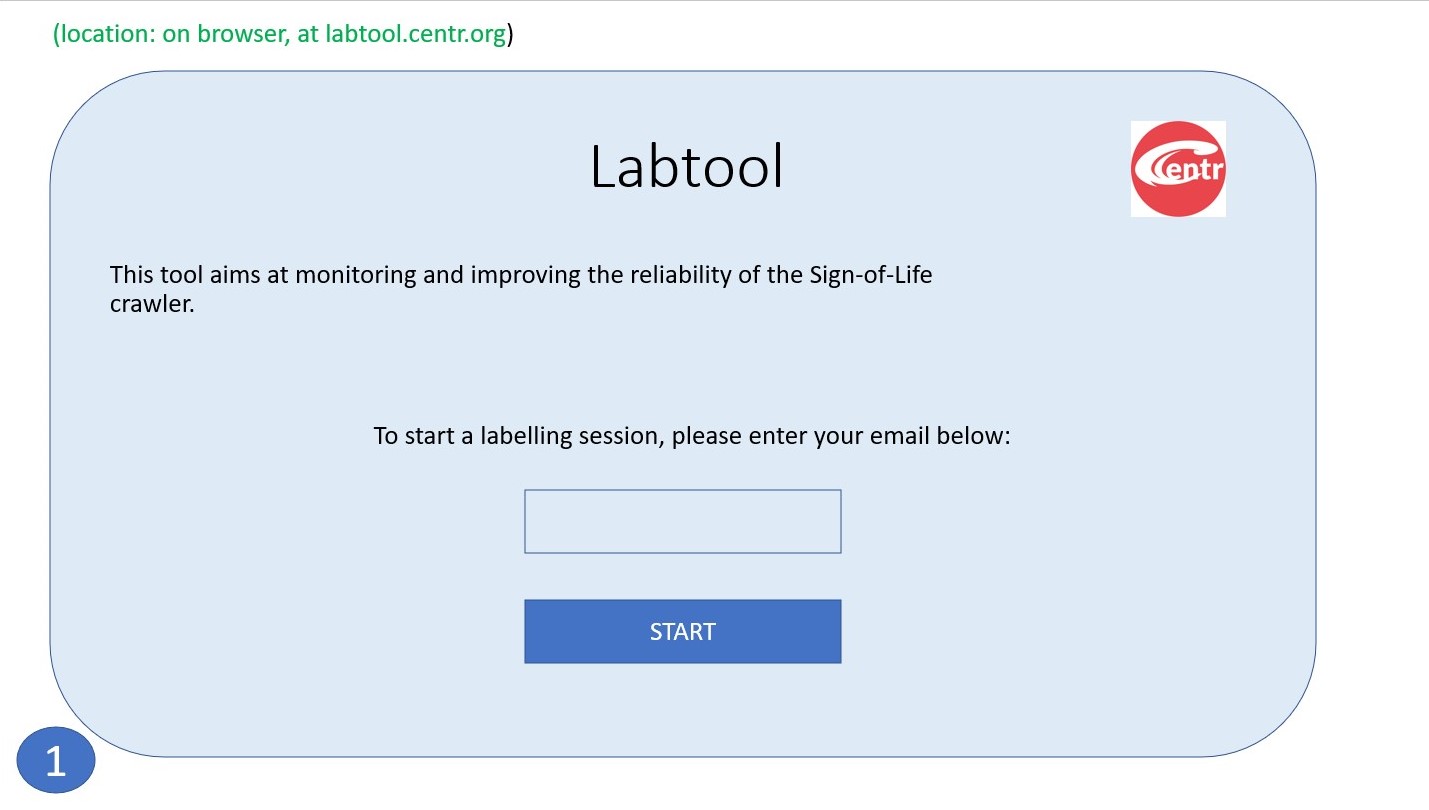 (location: on browser, at labtool.centr.org)
Labtool
Centr
This tool aims at monitoring and improving the reliability of the Sign-of-Life
crawler.
To start a labelling session, please enter your email below:
START
1